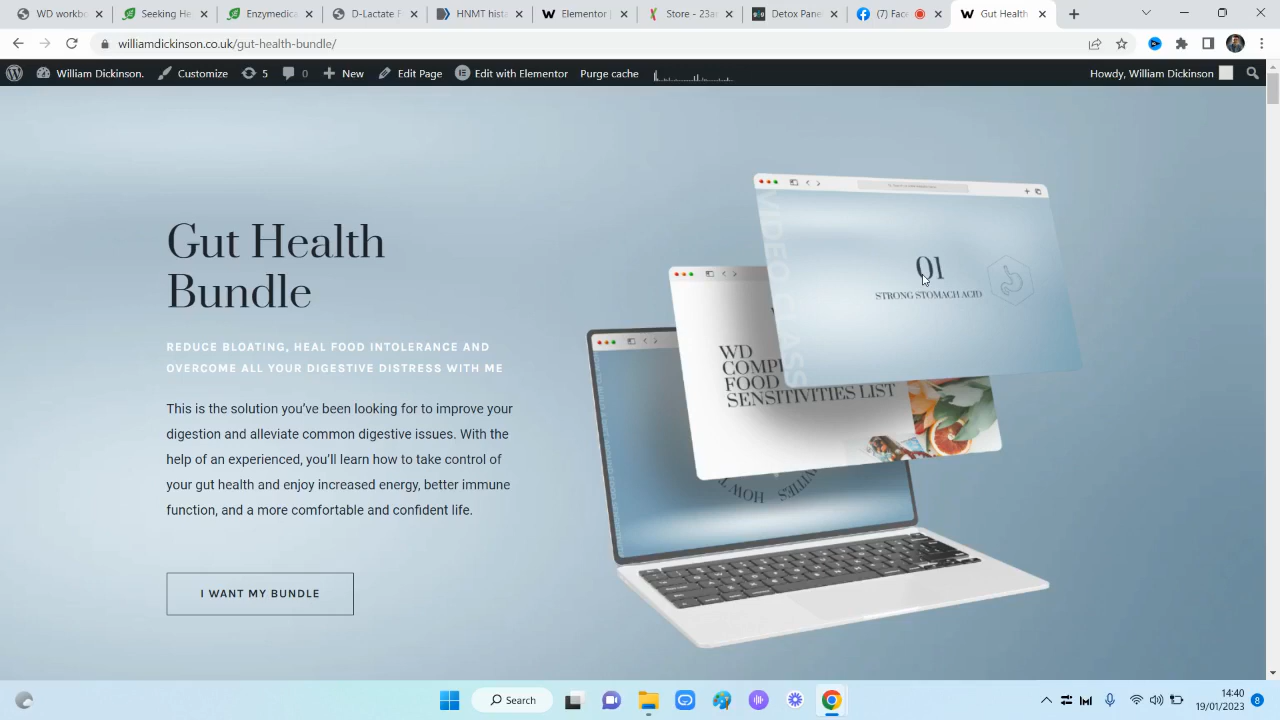 WD workb
Seeking He
Enzymedica
D-Lactate F
HNMT hist
Elementor
Store - 23a
Detox Pane
(7) Face
Gut Health
williamdickinson.co.uk/gut-health-bundle/
William Dickinson. Customize 5 0 New Edit Page Edit with Elementor Purge cache Howdy, William Dickinson
Gut Health
Bundle
REDUCE BLOATING, HEAL FOOD INTOLERANCE AND
OVERCOME ALL YOUR DIGESTIVE DISTRESS WITH ME
This is the solution you’ve been looking for to improve your
digestion and alleviate common digestive issues. With the
help of an experienced, you’ll learn how to take control of
your gut health and enjoy increased energy, better immune
function, and a more comfortable and confident life.
I WANT MY BUNDLE
VIDEO CLASS
01
STRONG STOMACH ACID
WD
COMPL
FOOD
SENSITIVITIES LIST
HOW T
Search
14:40
19/01/2023
8